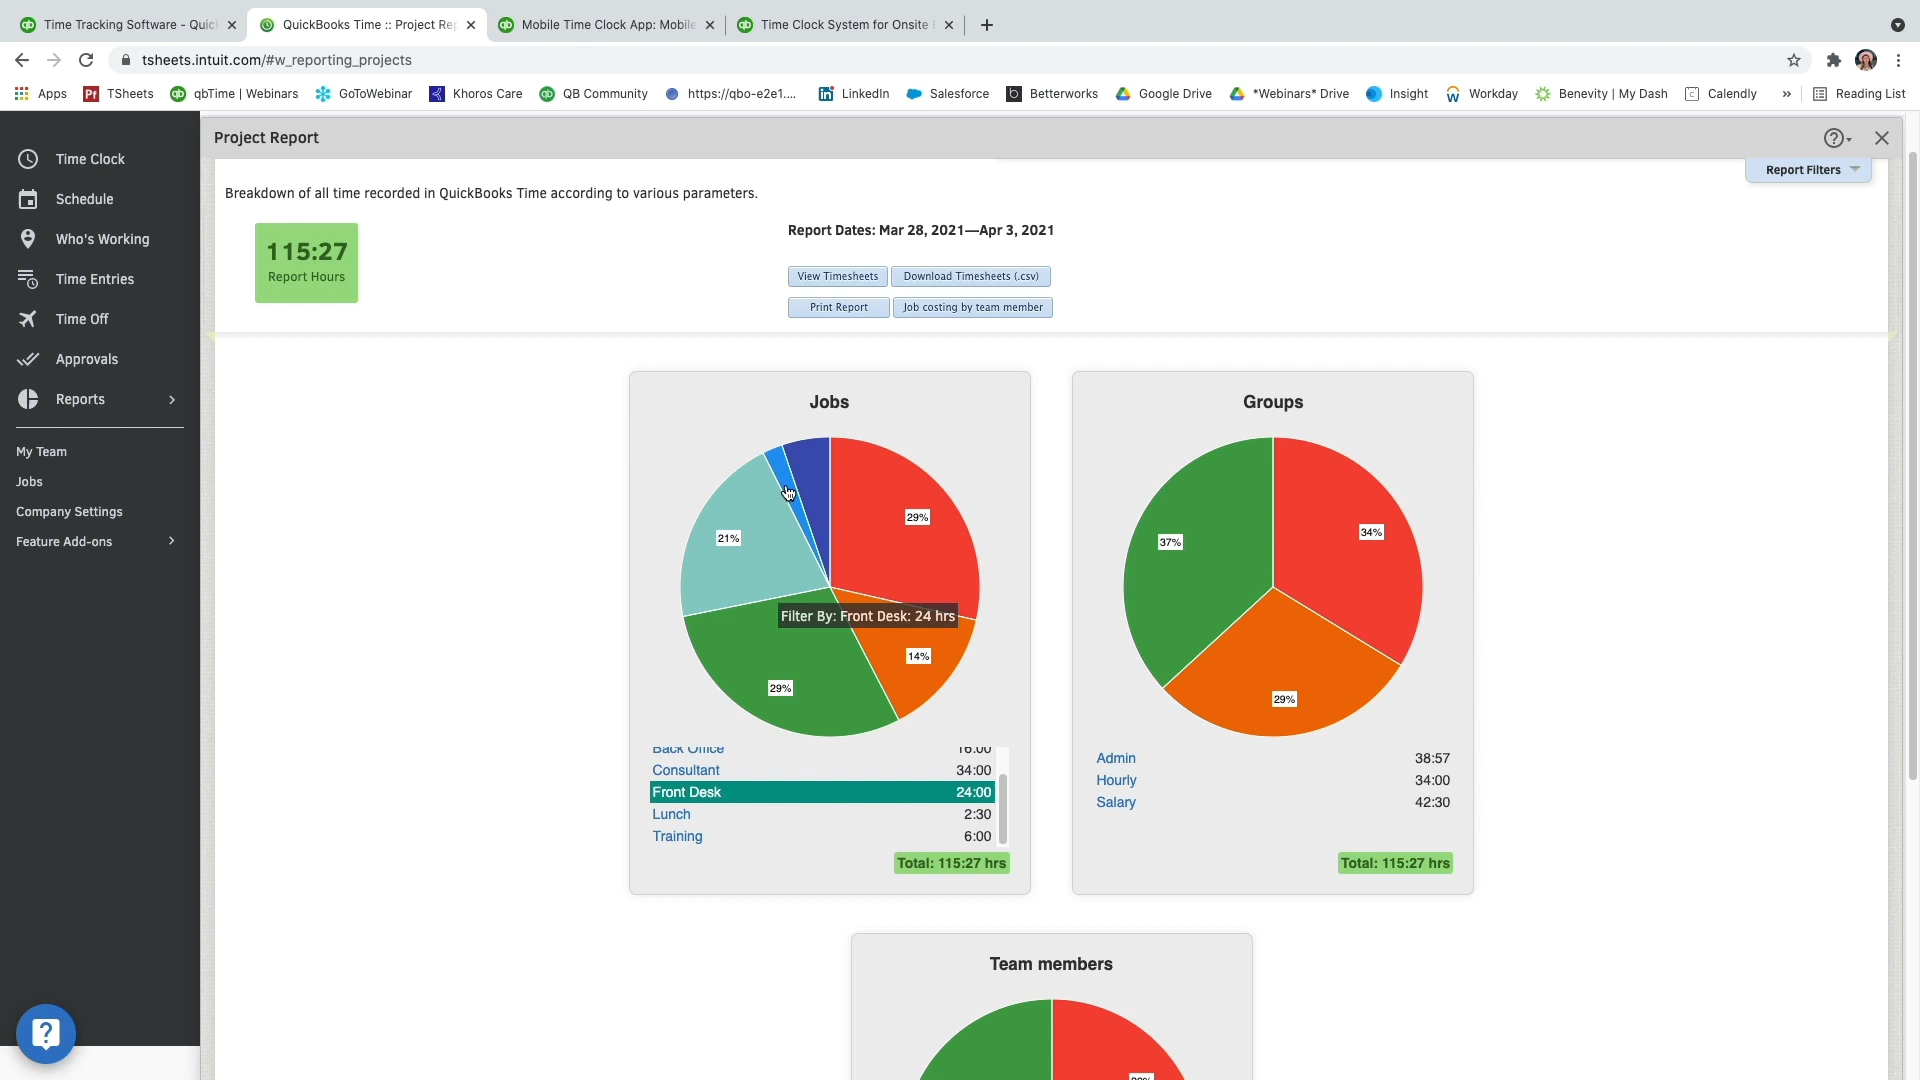 Time Tracking Software - Quick
QuickBooks Time :: Project Rep
Mobile Time Clock App: Mobile
Time Clock System for Onsite E
tsheets.intuit.com/#w_reporting_projects
Apps
TSheets
qbTime | Webinars
GoToWebinar
Khoros Care
QB Community
https://qbo-e2e1....
LinkedIn
Salesforce
Betterworks
Google Drive
*Webinars* Drive
Insight
Workday
Benevity | My Dash
Calendly
»
Reading List
Time Clock
Schedule
Who's Working
Time Entries
Time Off
Approvals
Reports
My Team
Jobs
Company Settings
Feature Add-ons
Project Report
Report Filters
Breakdown of all time recorded in QuickBooks Time according to various parameters.
115:27
Report Hours
Report Dates: Mar 28, 2021—Apr 3, 2021
View Timesheets
Download Timesheets (.csv)
Print Report
Job costing by team member
Jobs
29%
21%
14%
29%
Filter By: Front Desk: 24 hrs
Back Office 16:00
Consultant 34:00
Front Desk 24:00
Lunch 2:30
Training 6:00
Total: 115:27 hrs
Groups
34%
37%
29%
Admin 38:57
Hourly 34:00
Salary 42:30
Total: 115:27 hrs
Team members